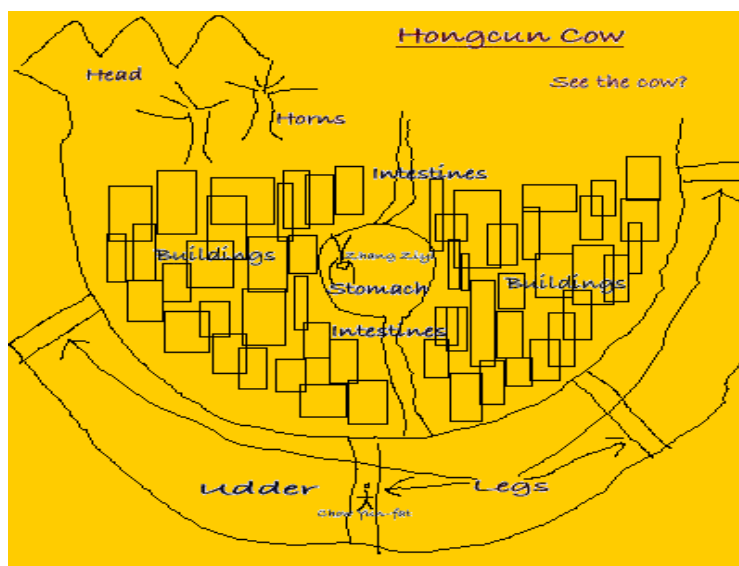 Hongcun Cow
Head
See the cow?
Horns
Intestines
Buildings
Zhang Ziyi
Stomach
Buildings
Intestines
Udder
Legs
Chow Yun-fat